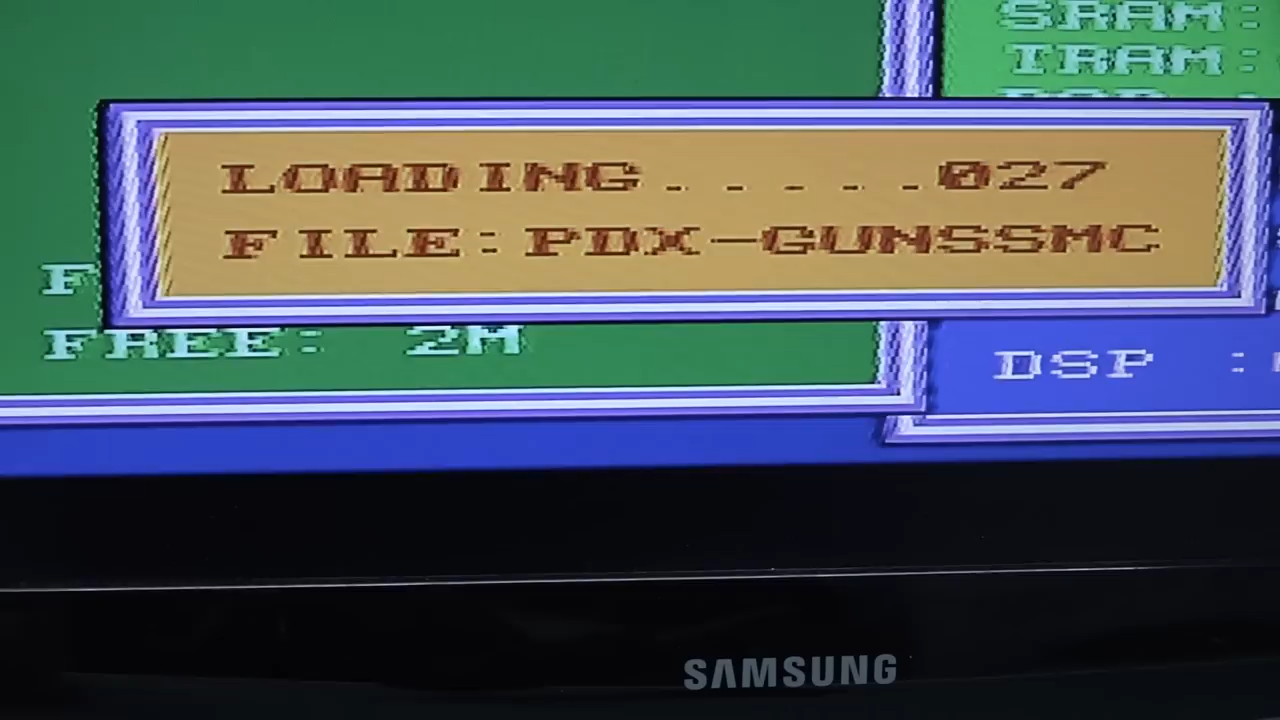 SRAM:
IRAM:
LOADING.....027
FILE:PDX-GUNSSMC
F
FREE: 2M
DSP :
SAMSUNG